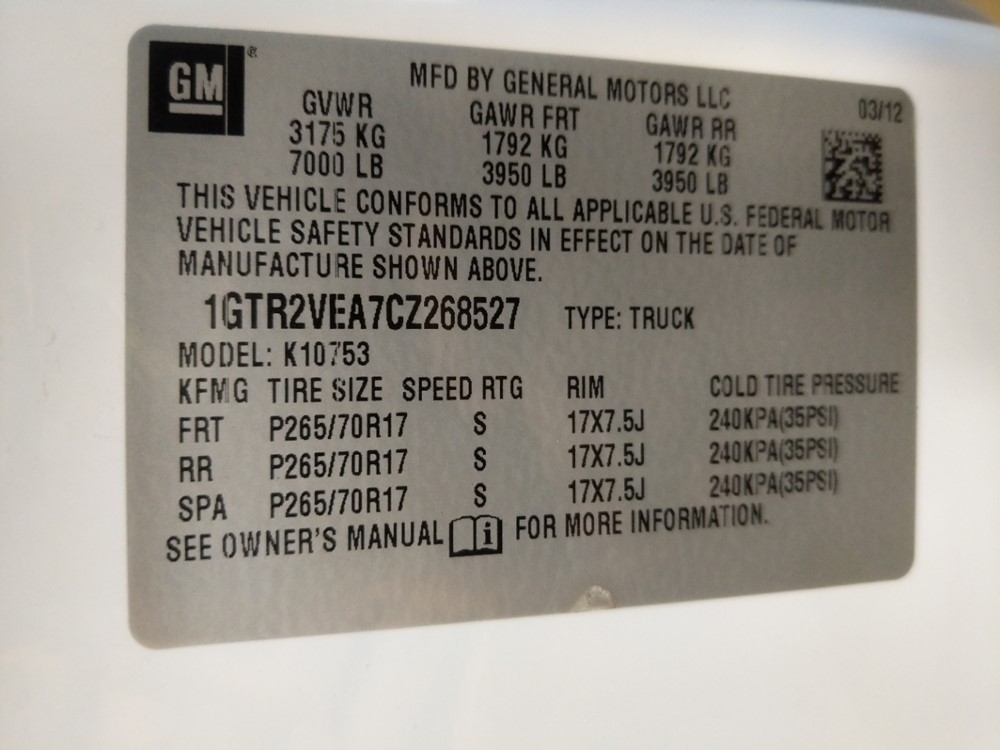 GM ®
MFD BY GENERAL MOTORS LLC
03/12
GVWR GAWR FRT GAWR RR
3175 KG 1792 KG 1792 KG
7000 LB 3950 LB 3950 LB
THIS VEHICLE CONFORMS TO ALL APPLICABLE U.S. FEDERAL MOTOR
VEHICLE SAFETY STANDARDS IN EFFECT ON THE DATE OF
MANUFACTURE SHOWN ABOVE.
1GTR2VEA7CZ268527 TYPE: TRUCK
MODEL: K10753
KFMG TIRE SIZE SPEED RTG RIM COLD TIRE PRESSURE
FRT P265/70R17 S 17X7.5J 240KPA(35PSI)
RR P265/70R17 S 17X7.5J 240KPA(35PSI)
SPA P265/70R17 S 17X7.5J 240KPA(35PSI)
SEE OWNER'S MANUAL i FOR MORE INFORMATION.